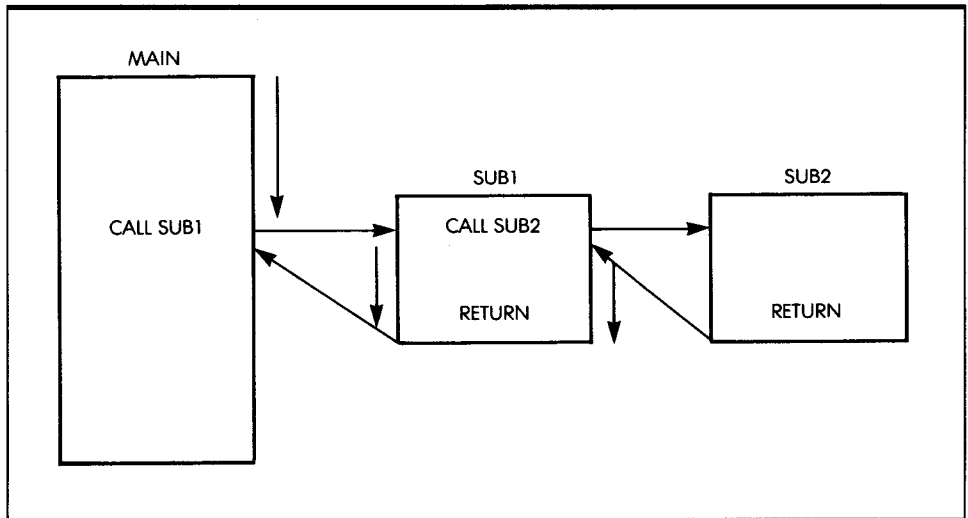 MAIN
CALL SUB1
SUB1
CALL SUB2
RETURN
SUB2
RETURN